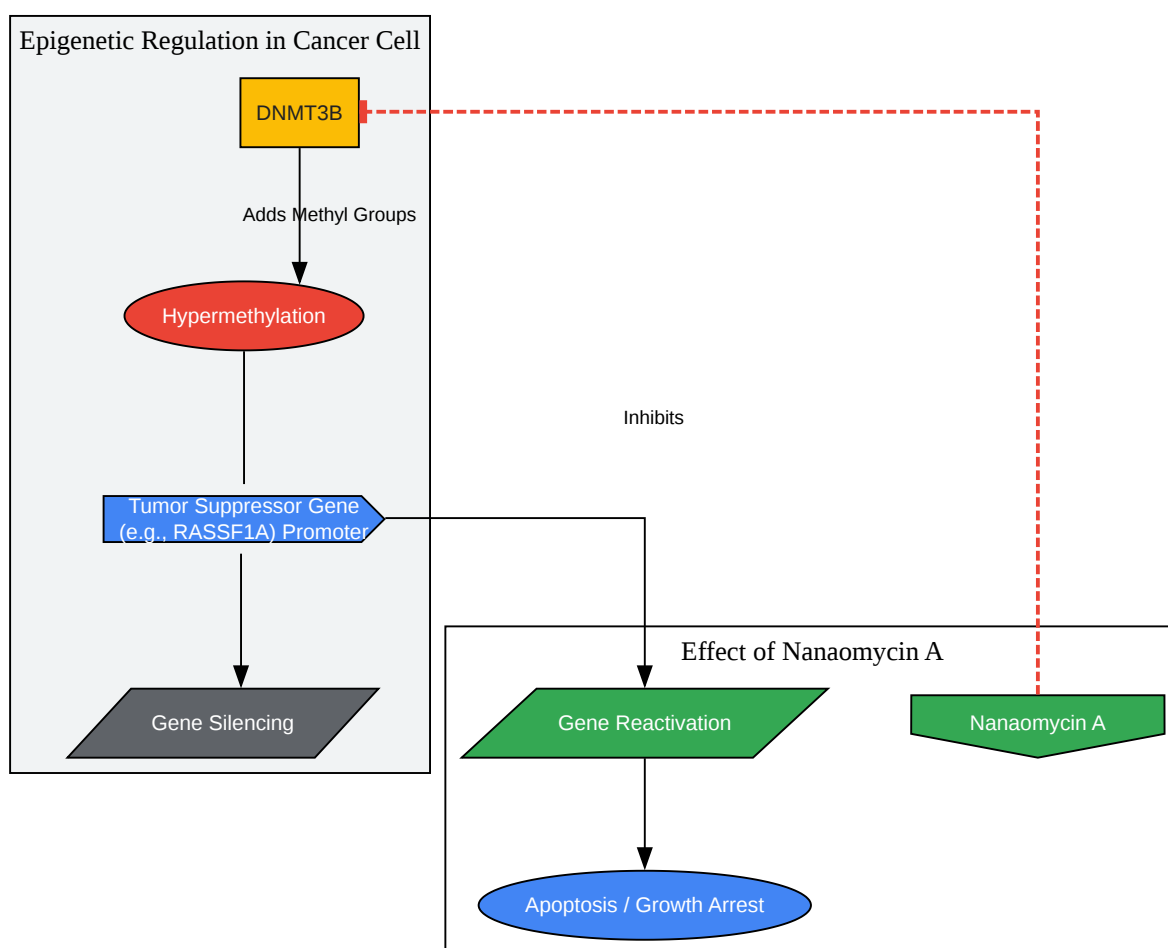 Epigenetic Regulation in Cancer Cell
DNMT3B
Adds Methyl Groups
Hypermethylation
Inhibits
Tumor Suppressor Gene
(e.g., RASSF1A) Promoter
Effect of Nanaomycin A
Gene Silencing
Gene Reactivation
Nanaomycin A
Apoptosis / Growth Arrest